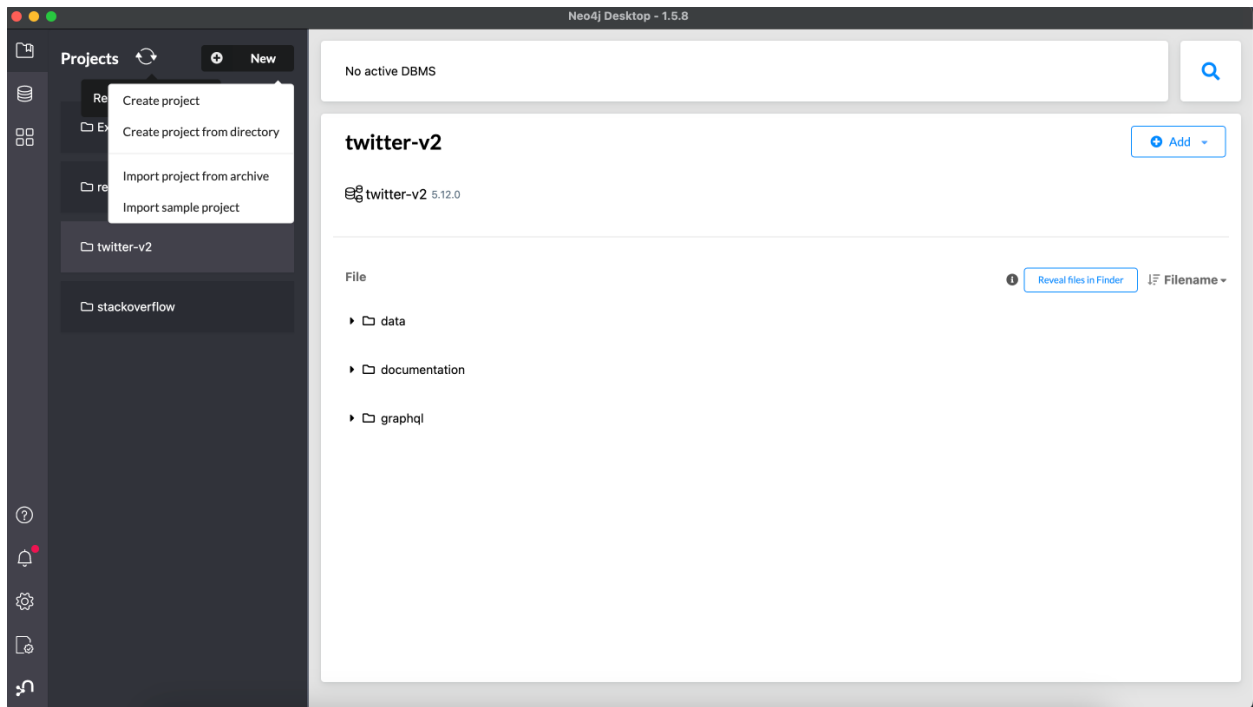 Neo4j Desktop - 1.5.8
Projects
New
Create project
Create project from directory
Import project from archive
Import sample project
twitter-v2
stackoverflow
No active DBMS
twitter-v2
Add
twitter-v2 5.12.0
File
Reveal files in Finder
Filename
data
documentation
graphql